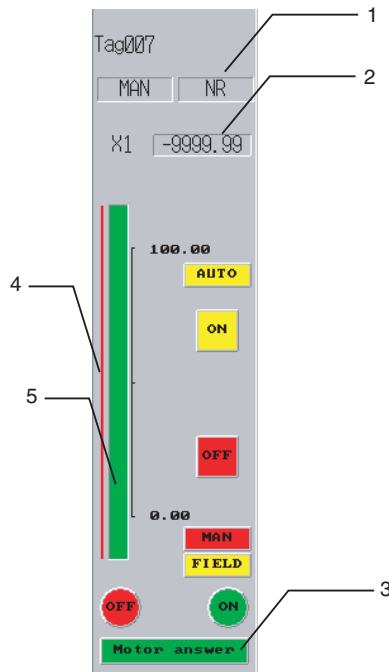 1
Tag007
MAN NR
2
X1 -9999.99
100.00
AUTO
4
ON
5
OFF
0.00
MAN
FIELD
3
OFF ON
Motor answer